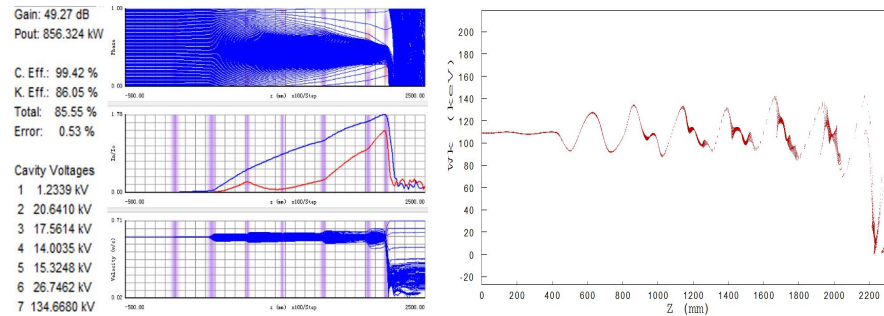 Gain: 49.27 dB
Pout: 856.324 kW
C. Eff.: 99.42 %
K. Eff.: 86.05 %
Total: 85.55 %
Error: 0.53 %
Cavity Voltages
1 1.2339 kV
2 20.6410 kV
3 17.5614 kV
4 14.0035 kV
5 15.3248 kV
6 26.7462 kV
7 134.6680 kV
1.00
Phase
0.00
-500.00 z (mm) x100/Step 2500.00
1.78
In/Io
0.00
-500.00 z (mm) x100/Step 2500.00
0.71
Velocity (v/c)
0.02
-500.00 z (mm) x100/Step 2500.00
Wk (keV)
200
180
160
140
120
100
80
60
40
20
0
-20
0 200 400 600 800 1000 1200 1400 1600 1800 2000 2200
Z (mm)